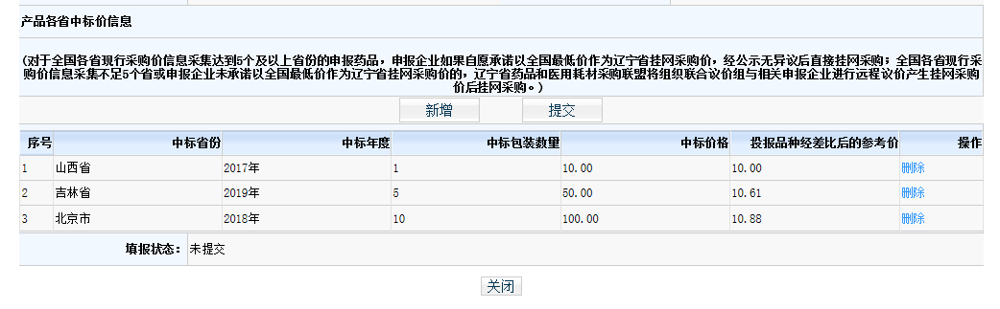 产品各省中标价信息
(对于全国各省现行采购价信息采集达到5个及以上省份的申报药品，申报企业如果自愿承诺以全国最低价作为辽宁省挂网采购价，经公示无异议后直接挂网采购；全国各省现行采
购价信息采集不足5个省或申报企业未承诺以全国最低价作为辽宁省挂网采购价的，辽宁省药品和医用耗材采购联盟将组织联合议价组与相关申报企业进行远程议价产生挂网采购
价后挂网采购。)
新增 提交
序号 中标省份 中标年度 中标包装数量 中标价格 投报品种经差比后的参考价 操作
1 山西省 2017年 1 10.00 10.00 删除
2 吉林省 2019年 5 50.00 10.61 删除
3 北京市 2018年 10 100.00 10.88 删除
填报状态： 未提交
关闭